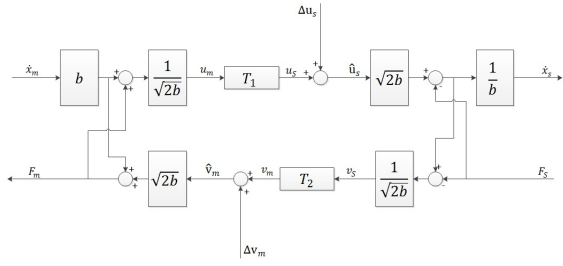 Δu_s
ẋ_m b + + 1/√2b u_m T_1 u_S + + û_s √2b + - 1/b ẋ_s
F_m + + √2b v̂_m + + v_m T_2 v_S 1/√2b + - F_S
Δv_m